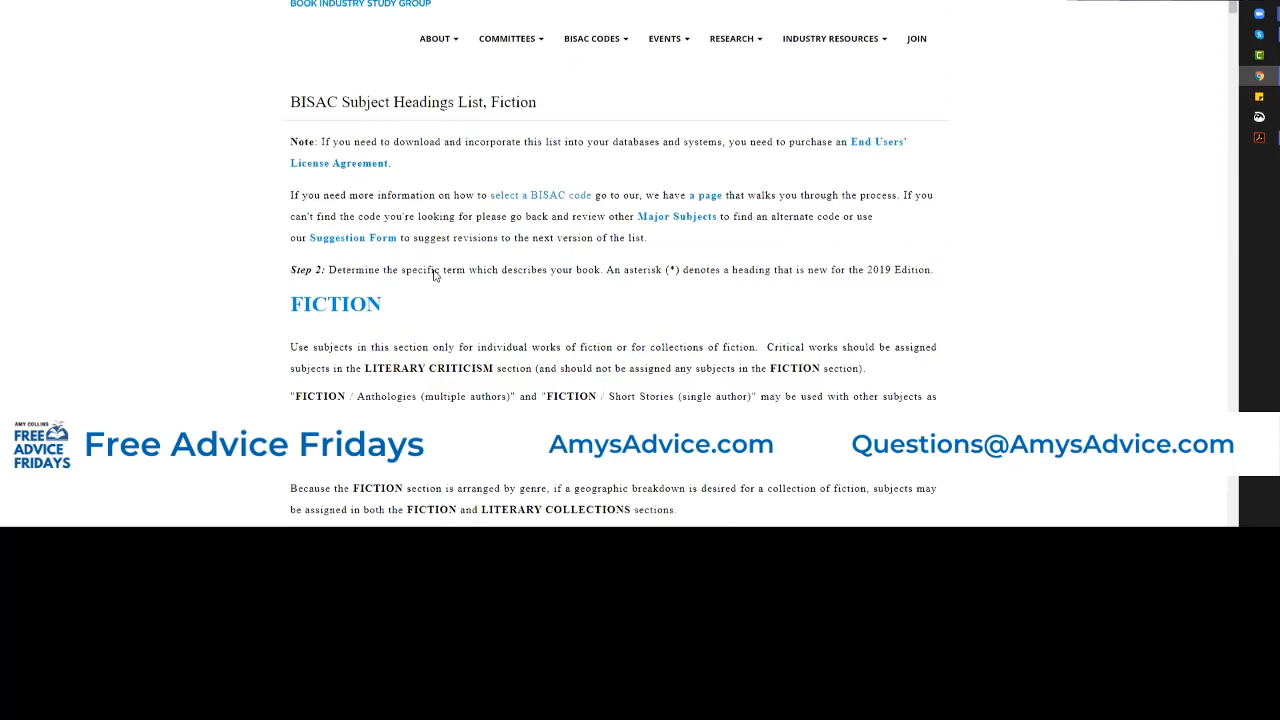 BOOK INDUSTRY STUDY GROUP
ABOUT COMMITTEES BISAC CODES EVENTS RESEARCH INDUSTRY RESOURCES JOIN
BISAC Subject Headings List, Fiction
Note: If you need to download and incorporate this list into your databases and systems, you need to purchase an End Users'
License Agreement.
If you need more information on how to select a BISAC code go to our, we have a page that walks you through the process. If you
can't find the code you're looking for please go back and review other Major Subjects to find an alternate code or use
our Suggestion Form to suggest revisions to the next version of the list.
Step 2: Determine the specific term which describes your book. An asterisk (*) denotes a heading that is new for the 2019 Edition.
FICTION
Use subjects in this section only for individual works of fiction or for collections of fiction. Critical works should be assigned
subjects in the LITERARY CRITICISM section (and should not be assigned any subjects in the FICTION section).
"FICTION / Anthologies (multiple authors)" and "FICTION / Short Stories (single author)" may be used with other subjects as
AMY COLLINS
FREE
ADVICE
FRIDAYS
Free Advice Fridays AmysAdvice.com Questions@AmysAdvice.com
Because the FICTION section is arranged by genre, if a geographic breakdown is desired for a collection of fiction, subjects may
be assigned in both the FICTION and LITERARY COLLECTIONS sections.